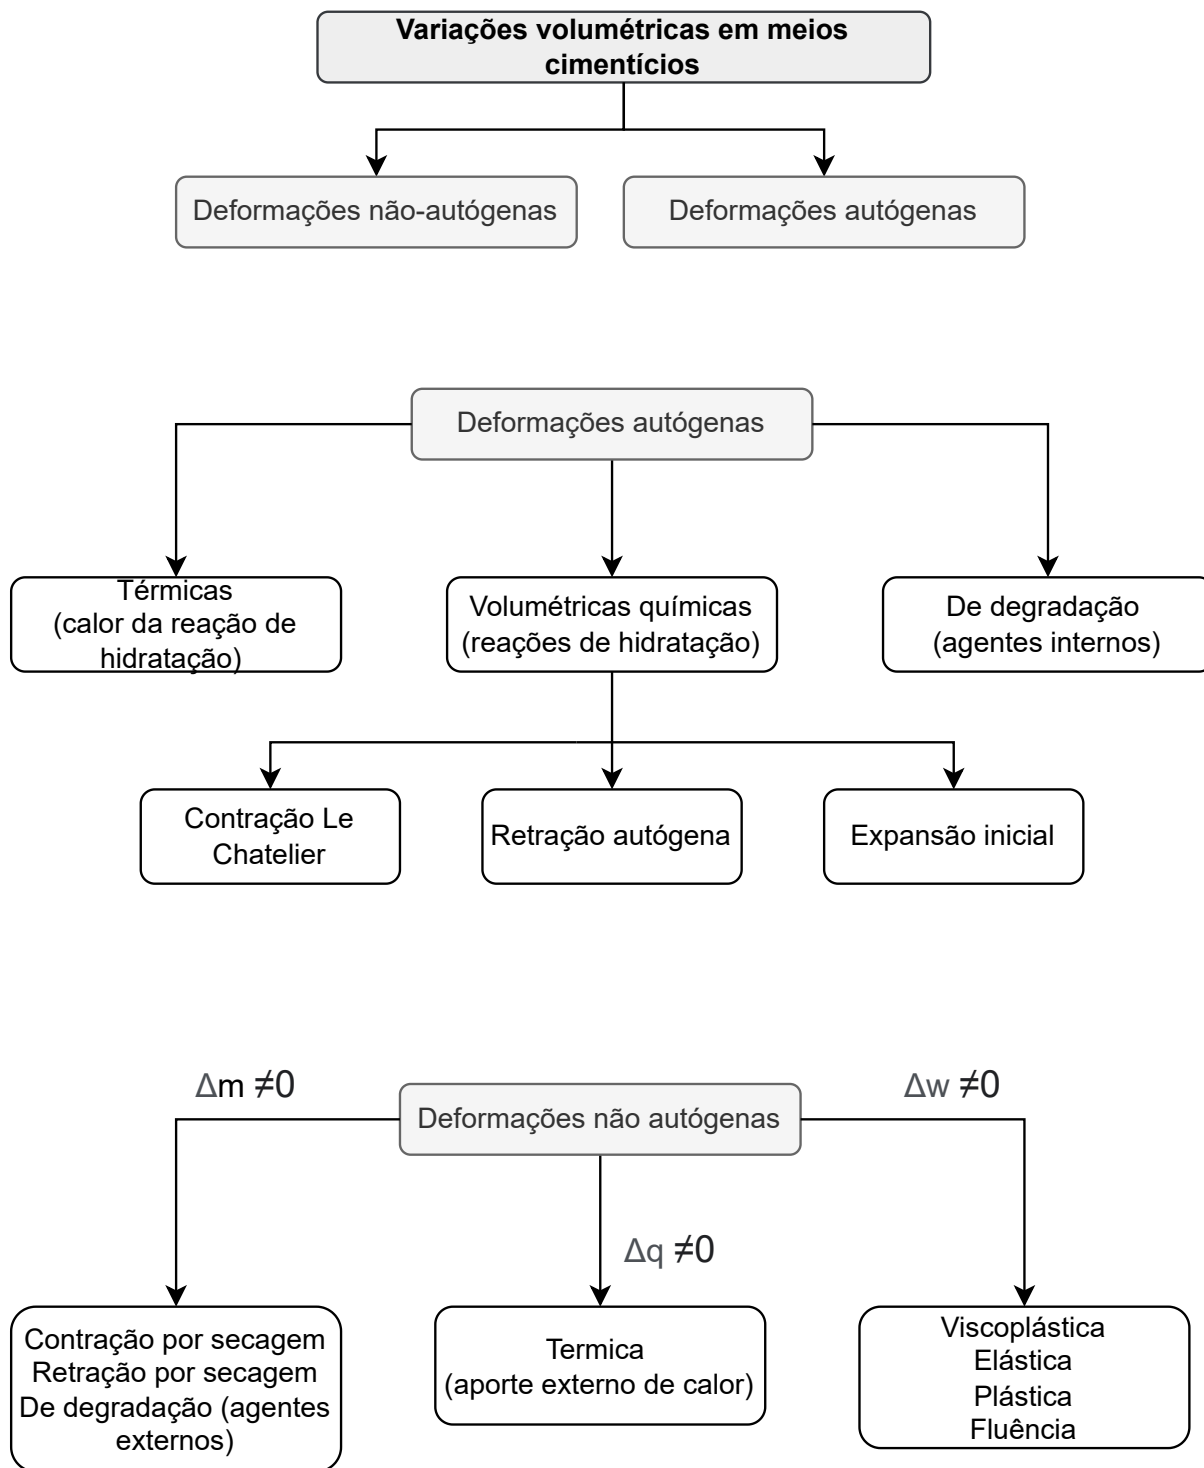 Variações volumétricas em meios
cimentícios
Deformações não-autógenas
Deformações autógenas
Deformações autógenas
Térmicas
(calor da reação de
hidratação)
Volumétricas químicas
(reações de hidratação)
De degradação
(agentes internos)
Contração Le
Chatelier
Retração autógena
Expansão inicial
Δm ≠0
Deformações não autógenas
Δw ≠0
Δq ≠0
Contração por secagem
Retração por secagem
De degradação (agentes
externos)
Termica
(aporte externo de calor)
Viscoplástica
Elástica
Plástica
Fluência